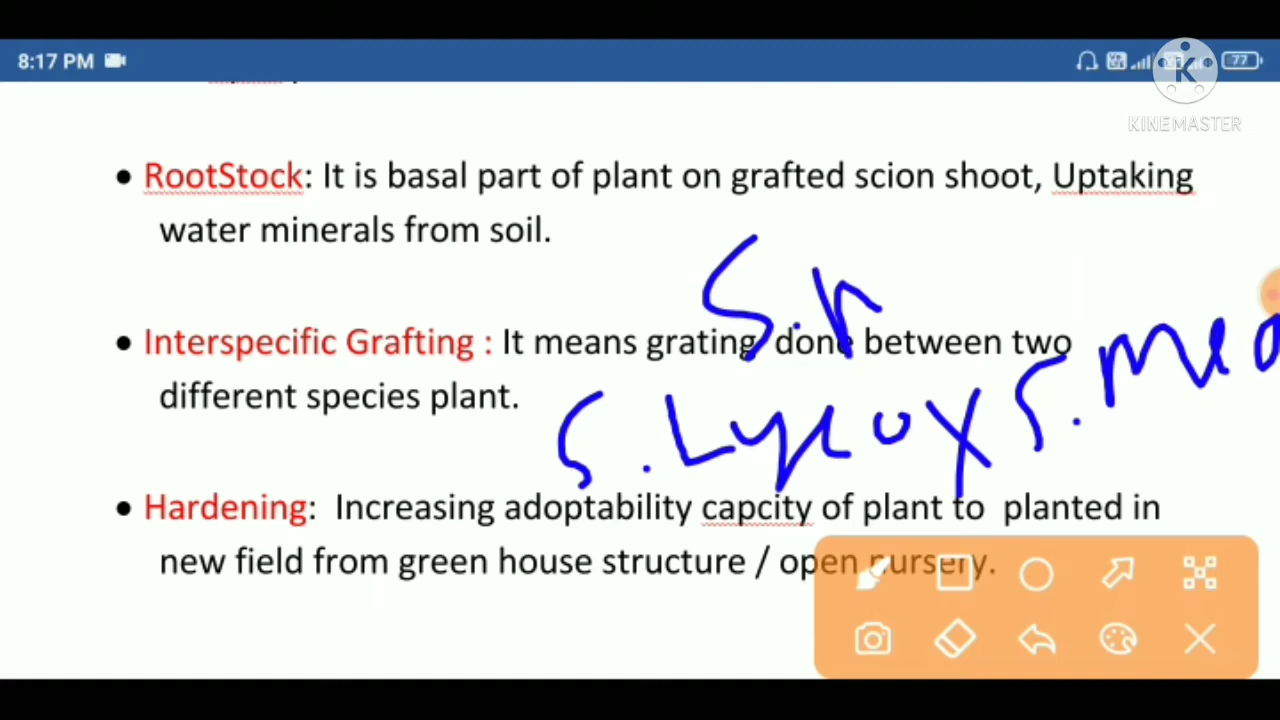 8:17 PM
77
KINEMASTER
• RootStock: It is basal part of plant on grafted scion shoot, Uptaking
water minerals from soil.
S.
• Interspecific Grafting : It means grating done between two
different species plant.
S. Lyco X S. me
• Hardening: Increasing adoptability capcity of plant to planted in
new field from green house structure / open nursery.